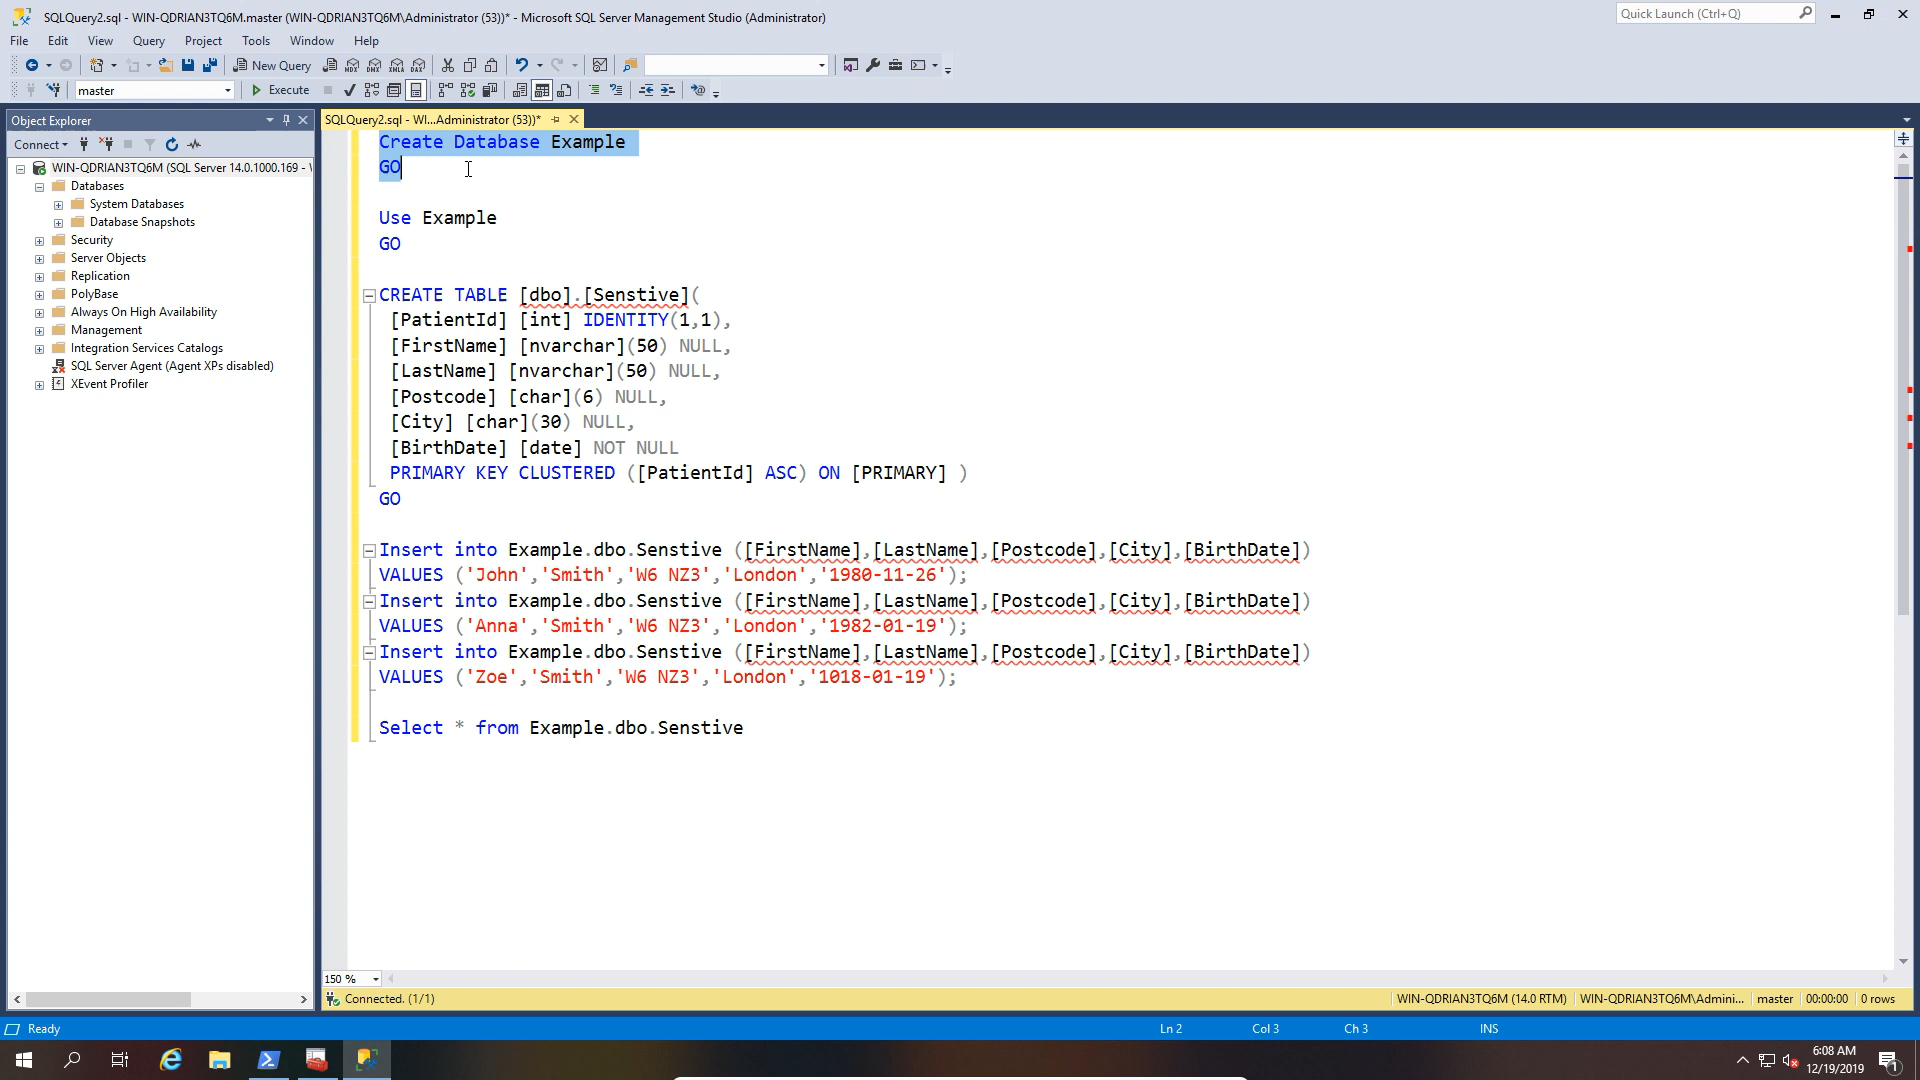 SQLQuery2.sql - WIN-QDRIAN3TQ6M.master (WIN-QDRIAN3TQ6M\Administrator (53))* - Microsoft SQL Server Management Studio (Administrator)
Quick Launch (Ctrl+Q)
File Edit View Query Project Tools Window Help
New Query
MDX DMX XMLA DAX
master
Execute
Object Explorer
SQLQuery2.sql - WI...Administrator (53))*
Connect
WIN-QDRIAN3TQ6M (SQL Server 14.0.1000.169 -
Databases
System Databases
Database Snapshots
Security
Server Objects
Replication
PolyBase
Always On High Availability
Management
Integration Services Catalogs
SQL Server Agent (Agent XPs disabled)
XEvent Profiler
Create Database Example
GO
Use Example
GO
CREATE TABLE [dbo].[Senstive](
[PatientId] [int] IDENTITY(1,1),
[FirstName] [nvarchar](50) NULL,
[LastName] [nvarchar](50) NULL,
[Postcode] [char](6) NULL,
[City] [char](30) NULL,
[BirthDate] [date] NOT NULL
PRIMARY KEY CLUSTERED ([PatientId] ASC) ON [PRIMARY] )
GO
Insert into Example.dbo.Senstive ([FirstName],[LastName],[Postcode],[City],[BirthDate])
VALUES ('John','Smith','W6 NZ3','London','1980-11-26');
Insert into Example.dbo.Senstive ([FirstName],[LastName],[Postcode],[City],[BirthDate])
VALUES ('Anna','Smith','W6 NZ3','London','1982-01-19');
Insert into Example.dbo.Senstive ([FirstName],[LastName],[Postcode],[City],[BirthDate])
VALUES ('Zoe','Smith','W6 NZ3','London','1018-01-19');
Select * from Example.dbo.Senstive
150 %
Connected. (1/1)
WIN-QDRIAN3TQ6M (14.0 RTM) WIN-QDRIAN3TQ6M\Admini... master 00:00:00 0 rows
Ready
Ln 2 Col 3 Ch 3 INS
6:08 AM
12/19/2019
1